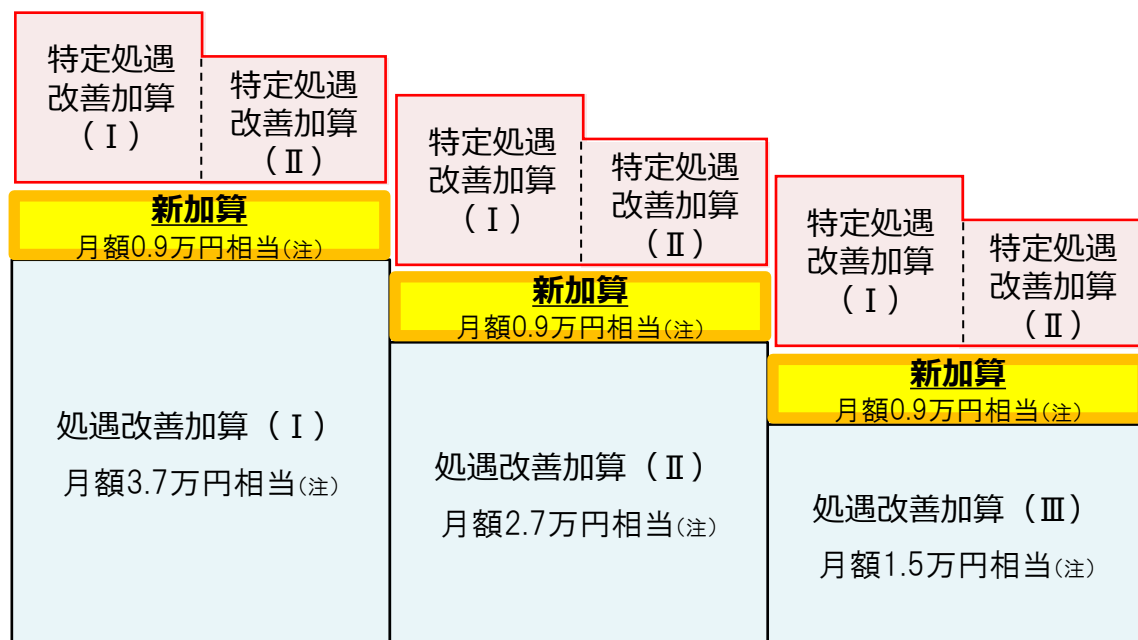 特定処遇
改善加算
（Ⅰ）
特定処遇
改善加算
（Ⅱ）
新加算
月額0.9万円相当(注)
処遇改善加算（Ⅰ）
月額3.7万円相当(注)
特定処遇
改善加算
（Ⅰ）
特定処遇
改善加算
（Ⅱ）
新加算
月額0.9万円相当(注)
処遇改善加算（Ⅱ）
月額2.7万円相当(注)
特定処遇
改善加算
（Ⅰ）
特定処遇
改善加算
（Ⅱ）
新加算
月額0.9万円相当(注)
処遇改善加算（Ⅲ）
月額1.5万円相当(注)